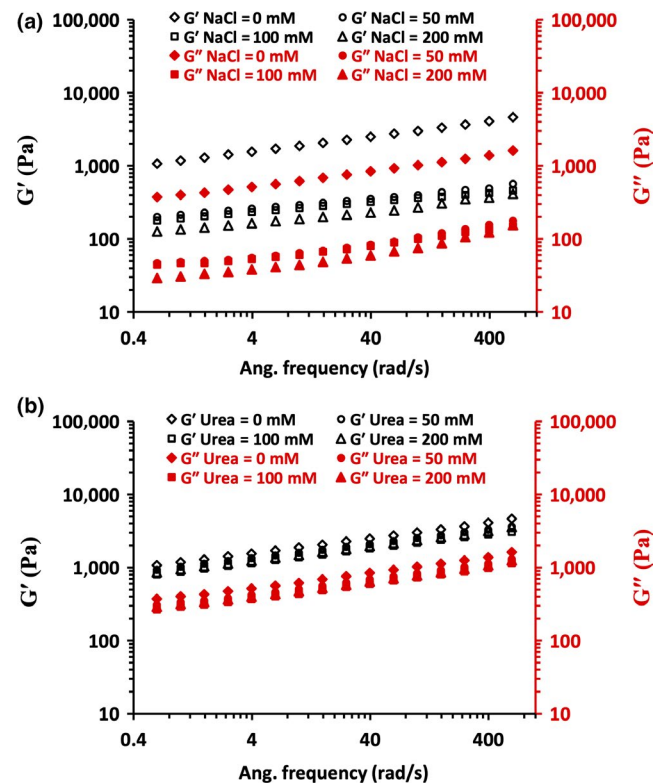 (a)
G′ NaCl = 0 mM G′ NaCl = 50 mM
G′ NaCl = 100 mM G′ NaCl = 200 mM
G″ NaCl = 0 mM G″ NaCl = 50 mM
G″ NaCl = 100 mM G″ NaCl = 200 mM
100,000 100,000
10,000 10,000
1,000 1,000
100 100
10 10
G′ (Pa)
G″ (Pa)
0.4 4 40 400
Ang. frequency (rad/s)
(b)
G′ Urea = 0 mM G′ Urea = 50 mM
G′ Urea = 100 mM G′ Urea = 200 mM
G″ Urea = 0 mM G″ Urea = 50 mM
G″ Urea = 100 mM G″ Urea = 200 mM
100,000 100,000
10,000 10,000
1,000 1,000
100 100
10 10
G′ (Pa)
G″ (Pa)
0.4 4 40 400
Ang. frequency (rad/s)